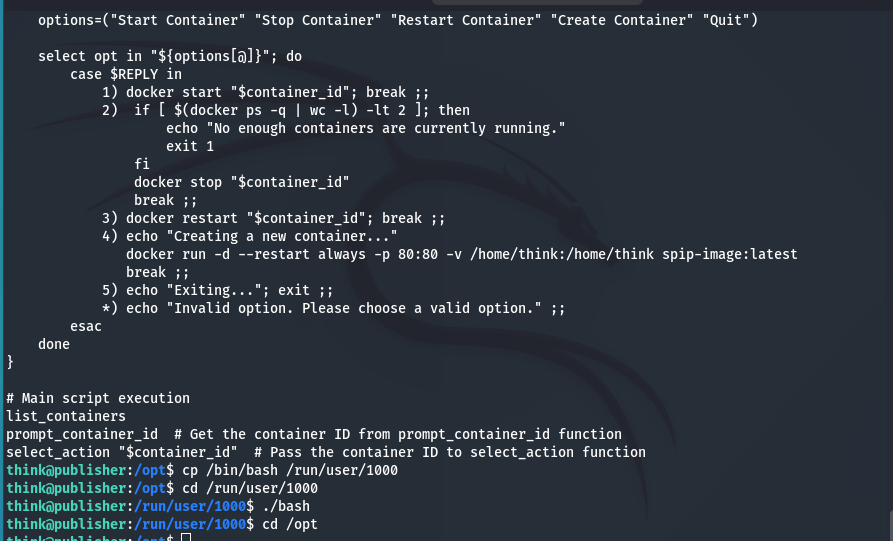 options=("Start Container" "Stop Container" "Restart Container" "Create Container" "Quit")
select opt in "${options[@]}"; do
case $REPLY in
1) docker start "$container_id"; break ;;
2)  if [ $(docker ps -q | wc -l) -lt 2 ]; then
echo "No enough containers are currently running."
exit 1
fi
docker stop "$container_id"
break ;;
3) docker restart "$container_id"; break ;;
4) echo "Creating a new container..."
docker run -d --restart always -p 80:80 -v /home/think:/home/think spip-image:latest
break ;;
5) echo "Exiting..."; exit ;;
*) echo "Invalid option. Please choose a valid option." ;;
esac
done
}
# Main script execution
list_containers
prompt_container_id  # Get the container ID from prompt_container_id function
select_action "$container_id"  # Pass the container ID to select_action function
think@publisher:/opt$ cp /bin/bash /run/user/1000
think@publisher:/opt$ cd /run/user/1000
think@publisher:/run/user/1000$ ./bash
think@publisher:/run/user/1000$ cd /opt
think@publisher:/opt$